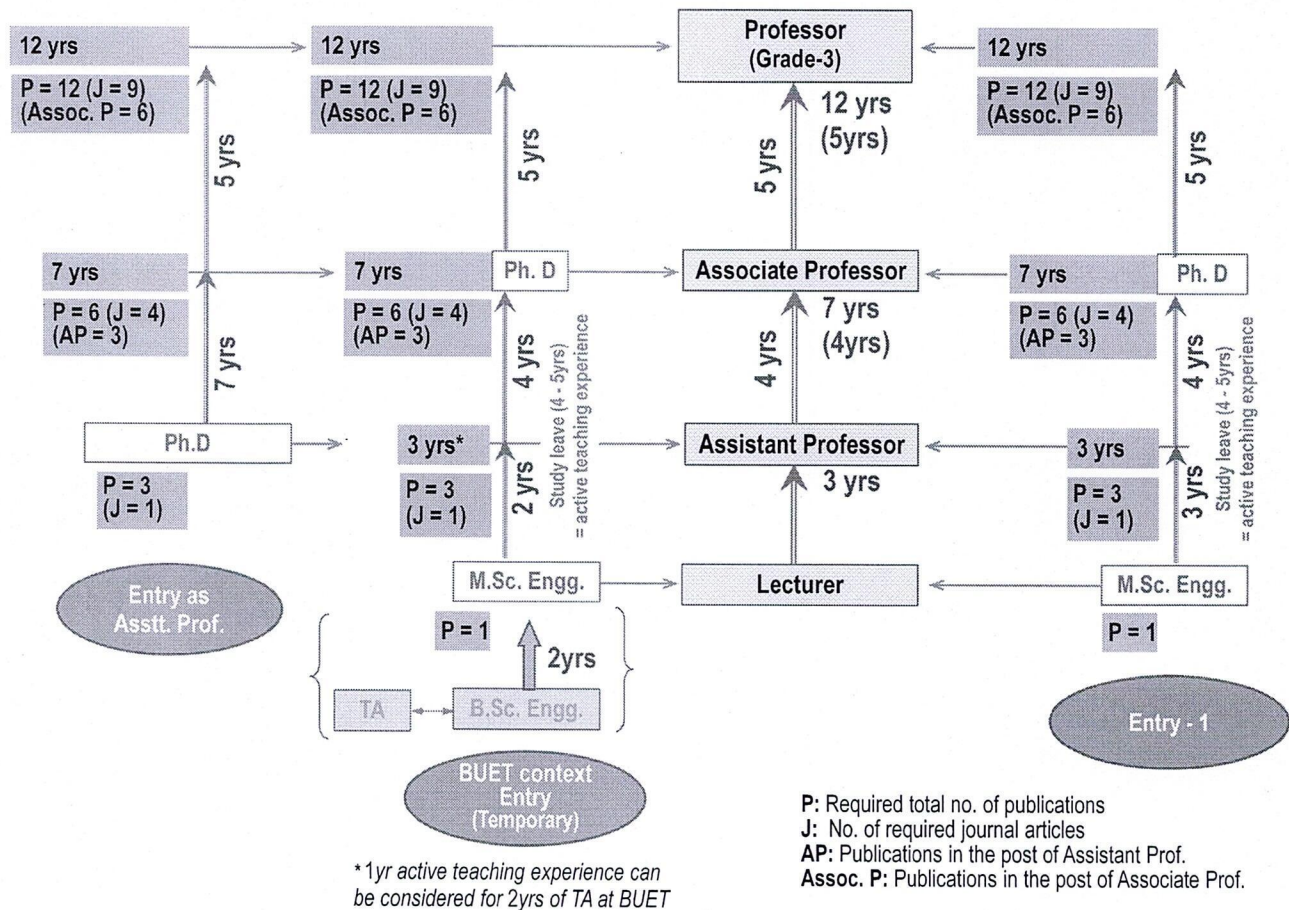 12 yrs
P = 12 (J = 9)
(Assoc. P = 6)
5 yrs
7 yrs
P = 6 (J = 4)
(AP = 3)
7 yrs
Ph.D
P = 3
(J = 1)
Entry as
Asstt. Prof.
12 yrs
P = 12 (J = 9)
(Assoc. P = 6)
5 yrs
7 yrs
Ph. D
P = 6 (J = 4)
(AP = 3)
4 yrs
Study leave (4 - 5yrs)
= active teaching experience
3 yrs*
P = 3
(J = 1)
2 yrs
M.Sc. Engg.
P = 1
2yrs
TA
B.Sc. Engg.
BUET context
Entry
(Temporary)
* 1yr active teaching experience can
be considered for 2yrs of TA at BUET
Professor
(Grade-3)
12 yrs
(5yrs)
5 yrs
Associate Professor
7 yrs
(4yrs)
4 yrs
Assistant Professor
3 yrs
Lecturer
12 yrs
P = 12 (J = 9)
(Assoc. P = 6)
5 yrs
7 yrs
Ph. D
P = 6 (J = 4)
(AP = 3)
4 yrs
Study leave (4 - 5yrs)
= active teaching experience
3 yrs
P = 3
(J = 1)
3 yrs
M.Sc. Engg.
P = 1
Entry - 1
P: Required total no. of publications
J: No. of required journal articles
AP: Publications in the post of Assistant Prof.
Assoc. P: Publications in the post of Associate Prof.